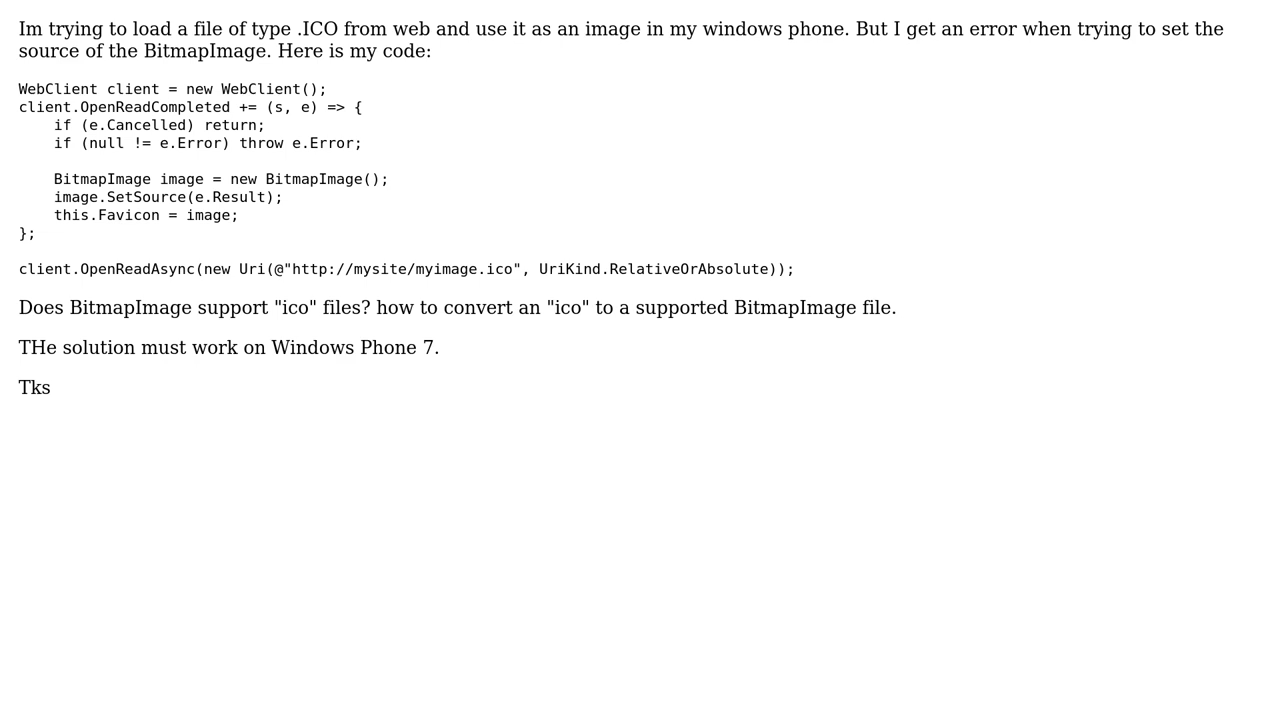 Im trying to load a file of type .ICO from web and use it as an image in my windows phone. But I get an error when trying to set the
source of the BitmapImage. Here is my code:
WebClient client = new WebClient();
client.OpenReadCompleted += (s, e) => {
    if (e.Cancelled) return;
    if (null != e.Error) throw e.Error;

    BitmapImage image = new BitmapImage();
    image.SetSource(e.Result);
    this.Favicon = image;
};

client.OpenReadAsync(new Uri(@"http://mysite/myimage.ico", UriKind.RelativeOrAbsolute));
Does BitmapImage support "ico" files? how to convert an "ico" to a supported BitmapImage file.
THe solution must work on Windows Phone 7.
Tks